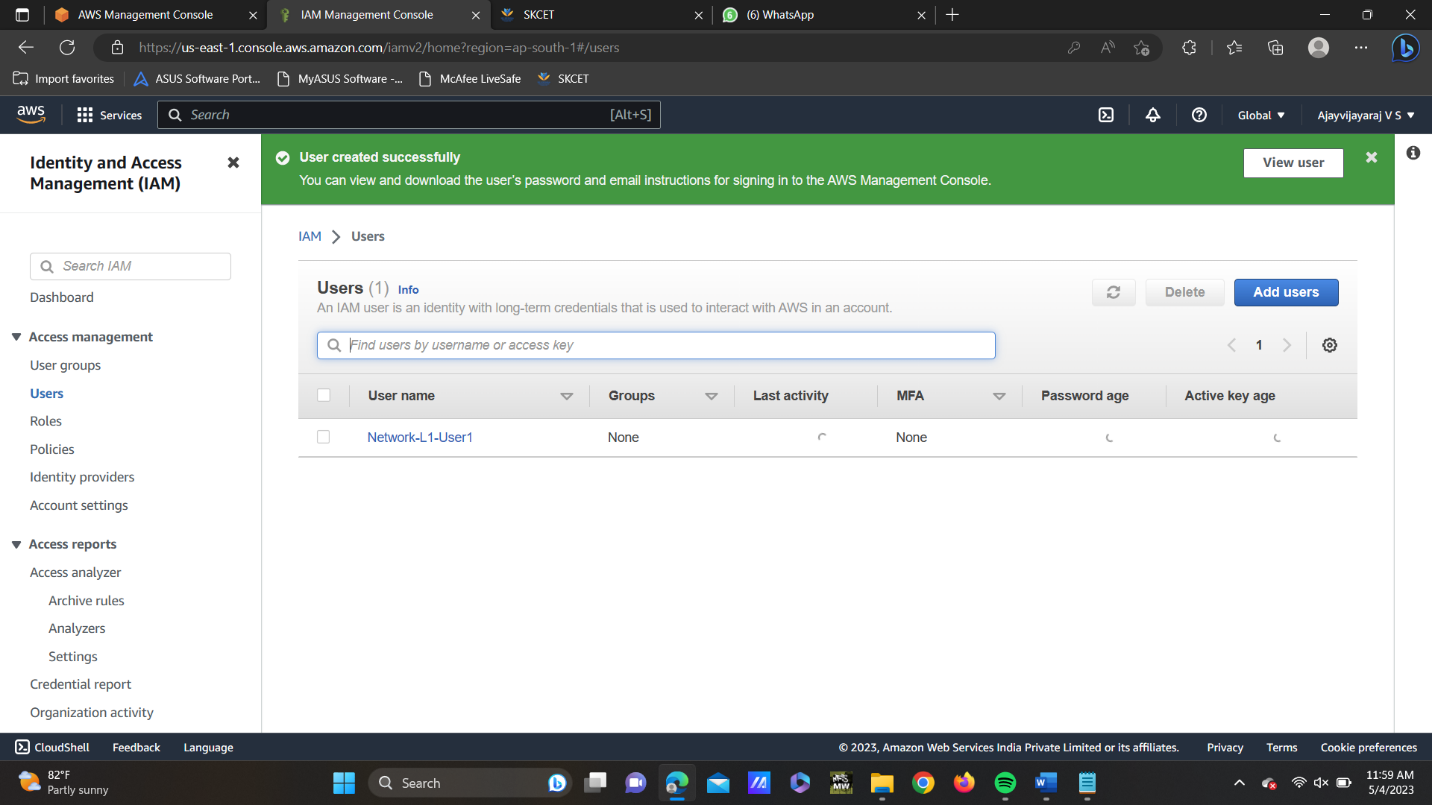 AWS Management Console
IAM Management Console
SKCET
(6) WhatsApp
https://us-east-1.console.aws.amazon.com/iamv2/home?region=ap-south-1#/users
Import favorites
ASUS Software Port...
MyASUS Software -...
McAfee LiveSafe
SKCET
aws
Services
Search
[Alt+S]
Global
Ajayvijayaraj V S
Identity and Access
Management (IAM)
Search IAM
Dashboard
Access management
User groups
Users
Roles
Policies
Identity providers
Account settings
Access reports
Access analyzer
Archive rules
Analyzers
Settings
Credential report
Organization activity
User created successfully
You can view and download the user's password and email instructions for signing in to the AWS Management Console.
View user
IAM
Users
Users (1) Info
An IAM user is an identity with long-term credentials that is used to interact with AWS in an account.
Delete
Add users
Find users by username or access key
1
User name Groups Last activity MFA Password age Active key age
Network-L1-User1 None None
CloudShell
Feedback
Language
© 2023, Amazon Web Services India Private Limited or its affiliates.
Privacy
Terms
Cookie preferences
82°F
Partly sunny
Search
MW
11:59 AM
5/4/2023